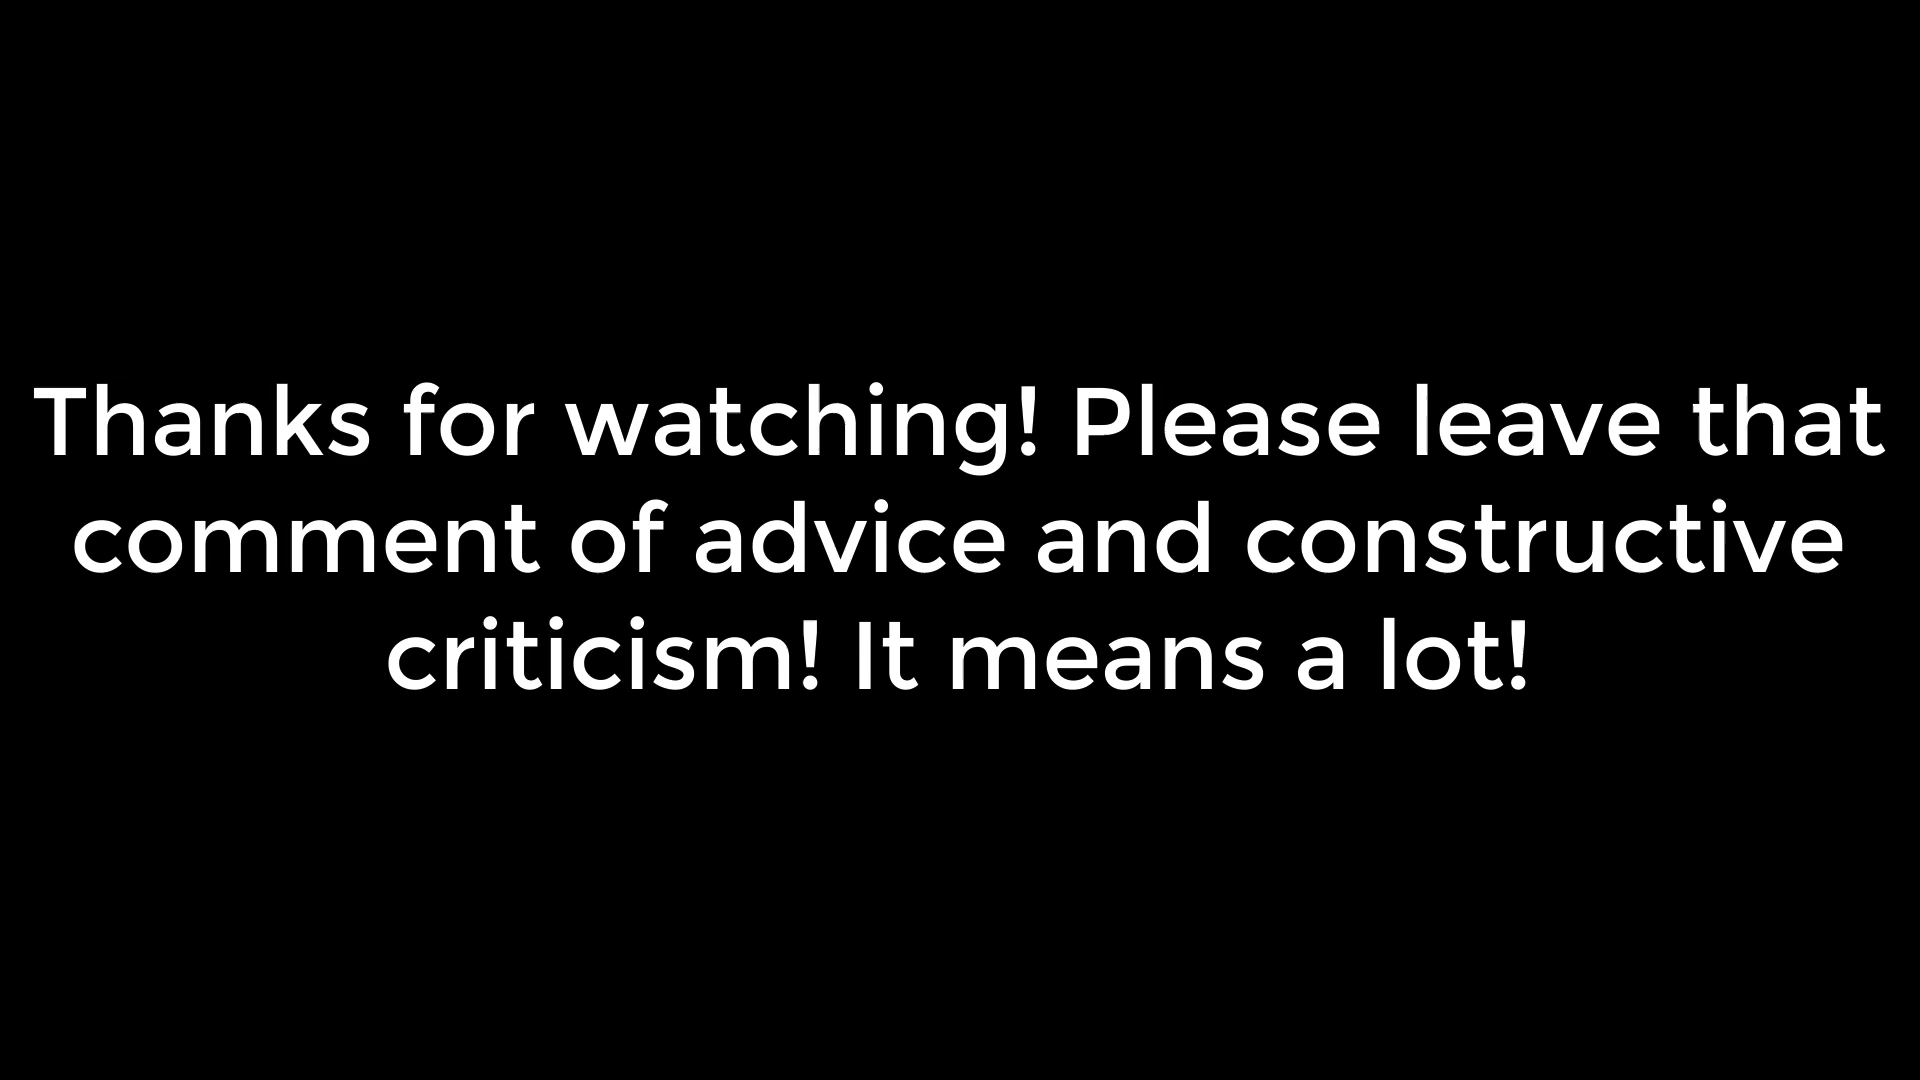 Thanks for watching! Please leave that
comment of advice and constructive
criticism! It means a lot!